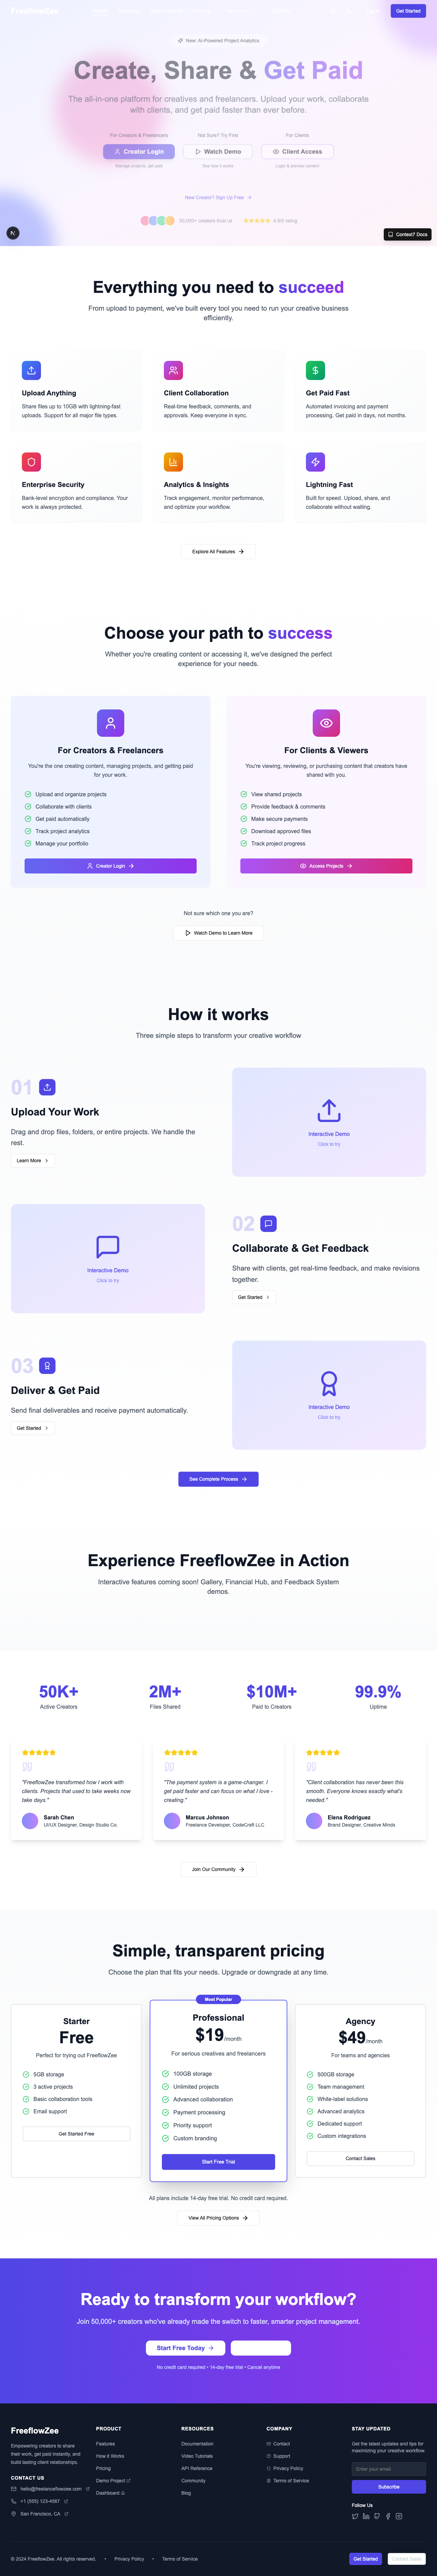 FreeflowZee
Get Started
New: AI-Powered Project Analytics
Create, Share & Get Paid
The all-in-one platform for creatives and freelancers. Upload your work, collaborate
with clients, and get paid faster than ever before.
For Creators & Freelancers
Not Sure? Try First
For Clients
Creator Login
Watch Demo
Client Access
Manage projects, get paid
See how it works
Login & preview content
New Creator? Sign Up Free
50,000+ creators trust us
4.9/5 rating
N
Context7 Docs
Everything you need to succeed
From upload to payment, we've built every tool you need to run your creative business
efficiently.
Upload Anything
Share files up to 10GB with lightning-fast
uploads. Support for all major file types.
Client Collaboration
Real-time feedback, comments, and
approvals. Keep everyone in sync.
Get Paid Fast
Automated invoicing and payment
processing. Get paid in days, not months.
Enterprise Security
Bank-level encryption and compliance. Your
work is always protected.
Analytics & Insights
Track engagement, monitor performance,
and optimize your workflow.
Lightning Fast
Built for speed. Upload, share, and
collaborate without waiting.
Explore All Features
Choose your path to success
Whether you're creating content or accessing it, we've designed the perfect
experience for your needs.
For Creators & Freelancers
You're the one creating content, managing projects, and getting paid
for your work.
Upload and organize projects
Collaborate with clients
Get paid automatically
Track project analytics
Manage your portfolio
Creator Login
For Clients & Viewers
You're viewing, reviewing, or purchasing content that creators have
shared with you.
View shared projects
Provide feedback & comments
Make secure payments
Download approved files
Track project progress
Access Projects
Not sure which one you are?
Watch Demo to Learn More
How it works
Three simple steps to transform your creative workflow
01
Upload Your Work
Drag and drop files, folders, or entire projects. We handle the
rest.
Learn More
Interactive Demo
Click to try
Interactive Demo
Click to try
02
Collaborate & Get Feedback
Share with clients, get real-time feedback, and make revisions
together.
Get Started
03
Deliver & Get Paid
Send final deliverables and receive payment automatically.
Get Started
Interactive Demo
Click to try
See Complete Process
Experience FreeflowZee in Action
Interactive features coming soon! Gallery, Financial Hub, and Feedback System
demos.
50K+
Active Creators
2M+
Files Shared
$10M+
Paid to Creators
99.9%
Uptime
"FreeflowZee transformed how I work with
clients. Projects that used to take weeks now
take days."
Sarah Chen
UI/UX Designer, Design Studio Co.
"The payment system is a game-changer. I
get paid faster and can focus on what I love -
creating."
Marcus Johnson
Freelance Developer, CodeCraft LLC
"Client collaboration has never been this
smooth. Everyone knows exactly what's
needed."
Elena Rodriguez
Brand Designer, Creative Minds
Join Our Community
Simple, transparent pricing
Choose the plan that fits your needs. Upgrade or downgrade at any time.
Starter
Free
Perfect for trying out FreeflowZee
5GB storage
3 active projects
Basic collaboration tools
Email support
Get Started Free
Most Popular
Professional
$19/month
For serious creatives and freelancers
100GB storage
Unlimited projects
Advanced collaboration
Payment processing
Priority support
Custom branding
Start Free Trial
Agency
$49/month
For teams and agencies
500GB storage
Team management
White-label solutions
Advanced analytics
Dedicated support
Custom integrations
Contact Sales
All plans include 14-day free trial. No credit card required.
View All Pricing Options
Ready to transform your workflow?
Join 50,000+ creators who've already made the switch to faster, smarter project management.
Start Free Today
No credit card required • 14-day free trial • Cancel anytime
FreeflowZee
Empowering creators to share
their work, get paid instantly, and
build lasting client relationships.
CONTACT US
hello@freelanceflowzee.com
+1 (555) 123-4567
San Francisco, CA
PRODUCT
Features
How it Works
Pricing
Demo Project
Dashboard
RESOURCES
Documentation
Video Tutorials
API Reference
Community
Blog
COMPANY
Contact
Support
Privacy Policy
Terms of Service
STAY UPDATED
Get the latest updates and tips for
maximizing your creative workflow.
Enter your email
Subscribe
Follow Us
© 2024 FreeflowZee. All rights reserved.
•
Privacy Policy
•
Terms of Service
Get Started
Contact Sales